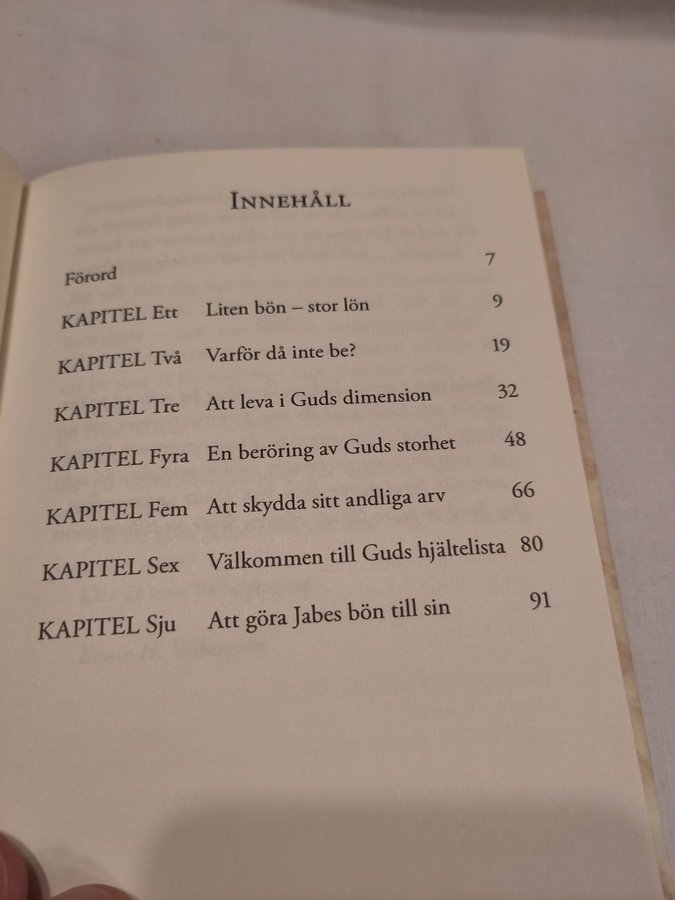 INNEHÅLL
Förord 7
KAPITEL Ett Liten bön – stor lön 9
KAPITEL Två Varför då inte be? 19
KAPITEL Tre Att leva i Guds dimension 32
KAPITEL Fyra En beröring av Guds storhet 48
KAPITEL Fem Att skydda sitt andliga arv 66
KAPITEL Sex Välkommen till Guds hjältelista 80
KAPITEL Sju Att göra Jabes bön till sin 91